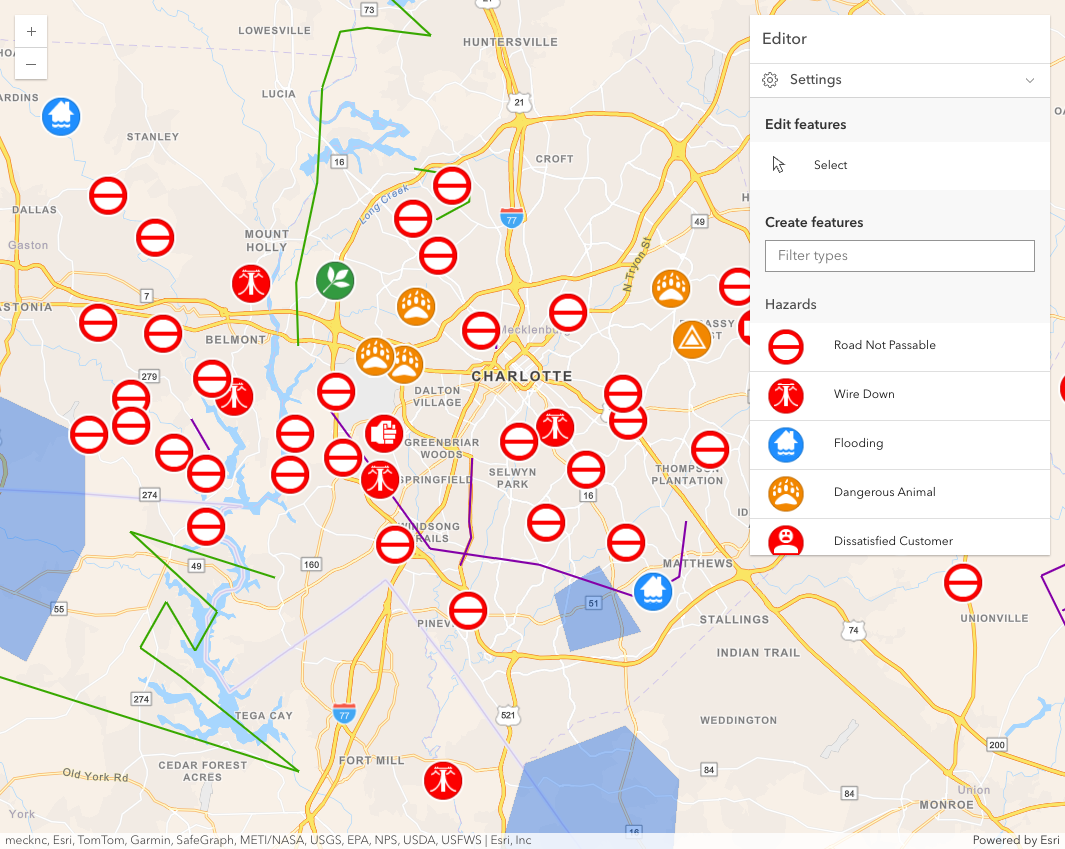 73
21
LOWESVILLE
HUNTERSVILLE
+
−
LUCIA
21
STANLEY
CROFT
16
Long Creek
DALLAS
Gaston
MOUNT
HOLLY
77
49
N Tryon St
7
BELMONT
Mecklenburg
CHARLOTTE
279
DALTON
VILLAGE
GREENBRIAR
WOODS
SPRINGFIELD
SELWYN
PARK
THOMPSON
PLANTATION
274
16
160
49
MATTHEWS
55
51
STALLINGS
UNIONVILLE
74
INDIAN TRAIL
274
TEGA CAY
77
521
WEDDINGTON
200
CEDAR FOREST
ACRES
FORT MILL
Old York Rd
84
84
Union
MONROE
York
16
Editor
Settings
Edit features
Select
Create features
Filter types
Hazards
Road Not Passable
Wire Down
Flooding
Dangerous Animal
Dissatisfied Customer
mecknc, Esri, TomTom, Garmin, SafeGraph, METI/NASA, USGS, EPA, NPS, USDA, USFWS | Esri, Inc
Powered by Esri